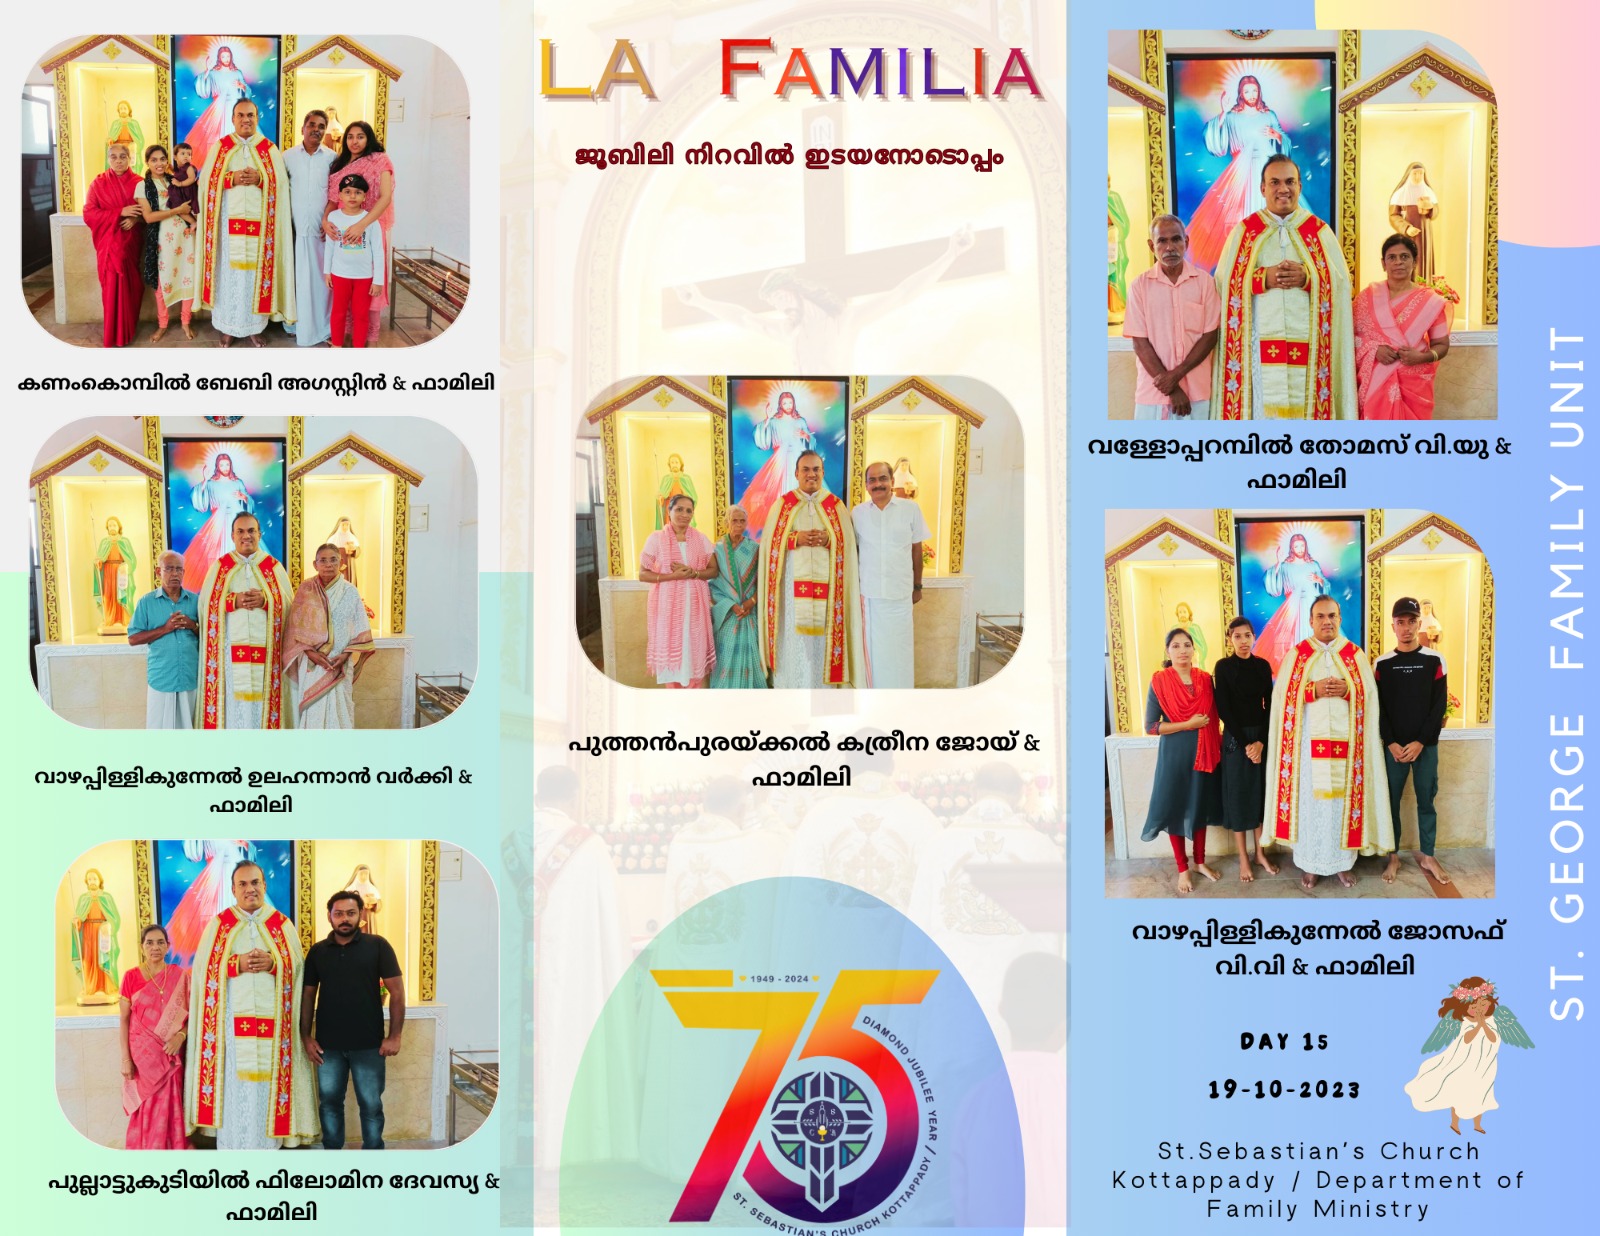 LA FAMILIA
ജൂബിലി നിറവിൽ ഇടയനോടൊപ്പം
കണംകൊമ്പിൽ ബേബി അഗസ്റ്റിൻ & ഫാമിലി
വാഴപ്പിള്ളികുന്നേൽ ഉലഹന്നാൻ വർക്കി &
ഫാമിലി
പുല്ലാട്ടുകുടിയിൽ ഫിലോമിന ദേവസ്യ &
ഫാമിലി
പുത്തൻപുരയ്ക്കൽ കത്രീന ജോയ് &
ഫാമിലി
1949 - 2024
75
DIAMOND JUBILEE YEAR /
ST. SEBASTIAN'S CHURCH KOTTAPPADY /
വള്ളോപ്പറമ്പിൽ തോമസ് വി.യു &
ഫാമിലി
വാഴപ്പിള്ളികുന്നേൽ ജോസഫ്
വി.വി & ഫാമിലി
DAY 15
19-10-2023
St.Sebastian's Church
Kottappady / Department of
Family Ministry
ST. GEORGE FAMILY UNIT